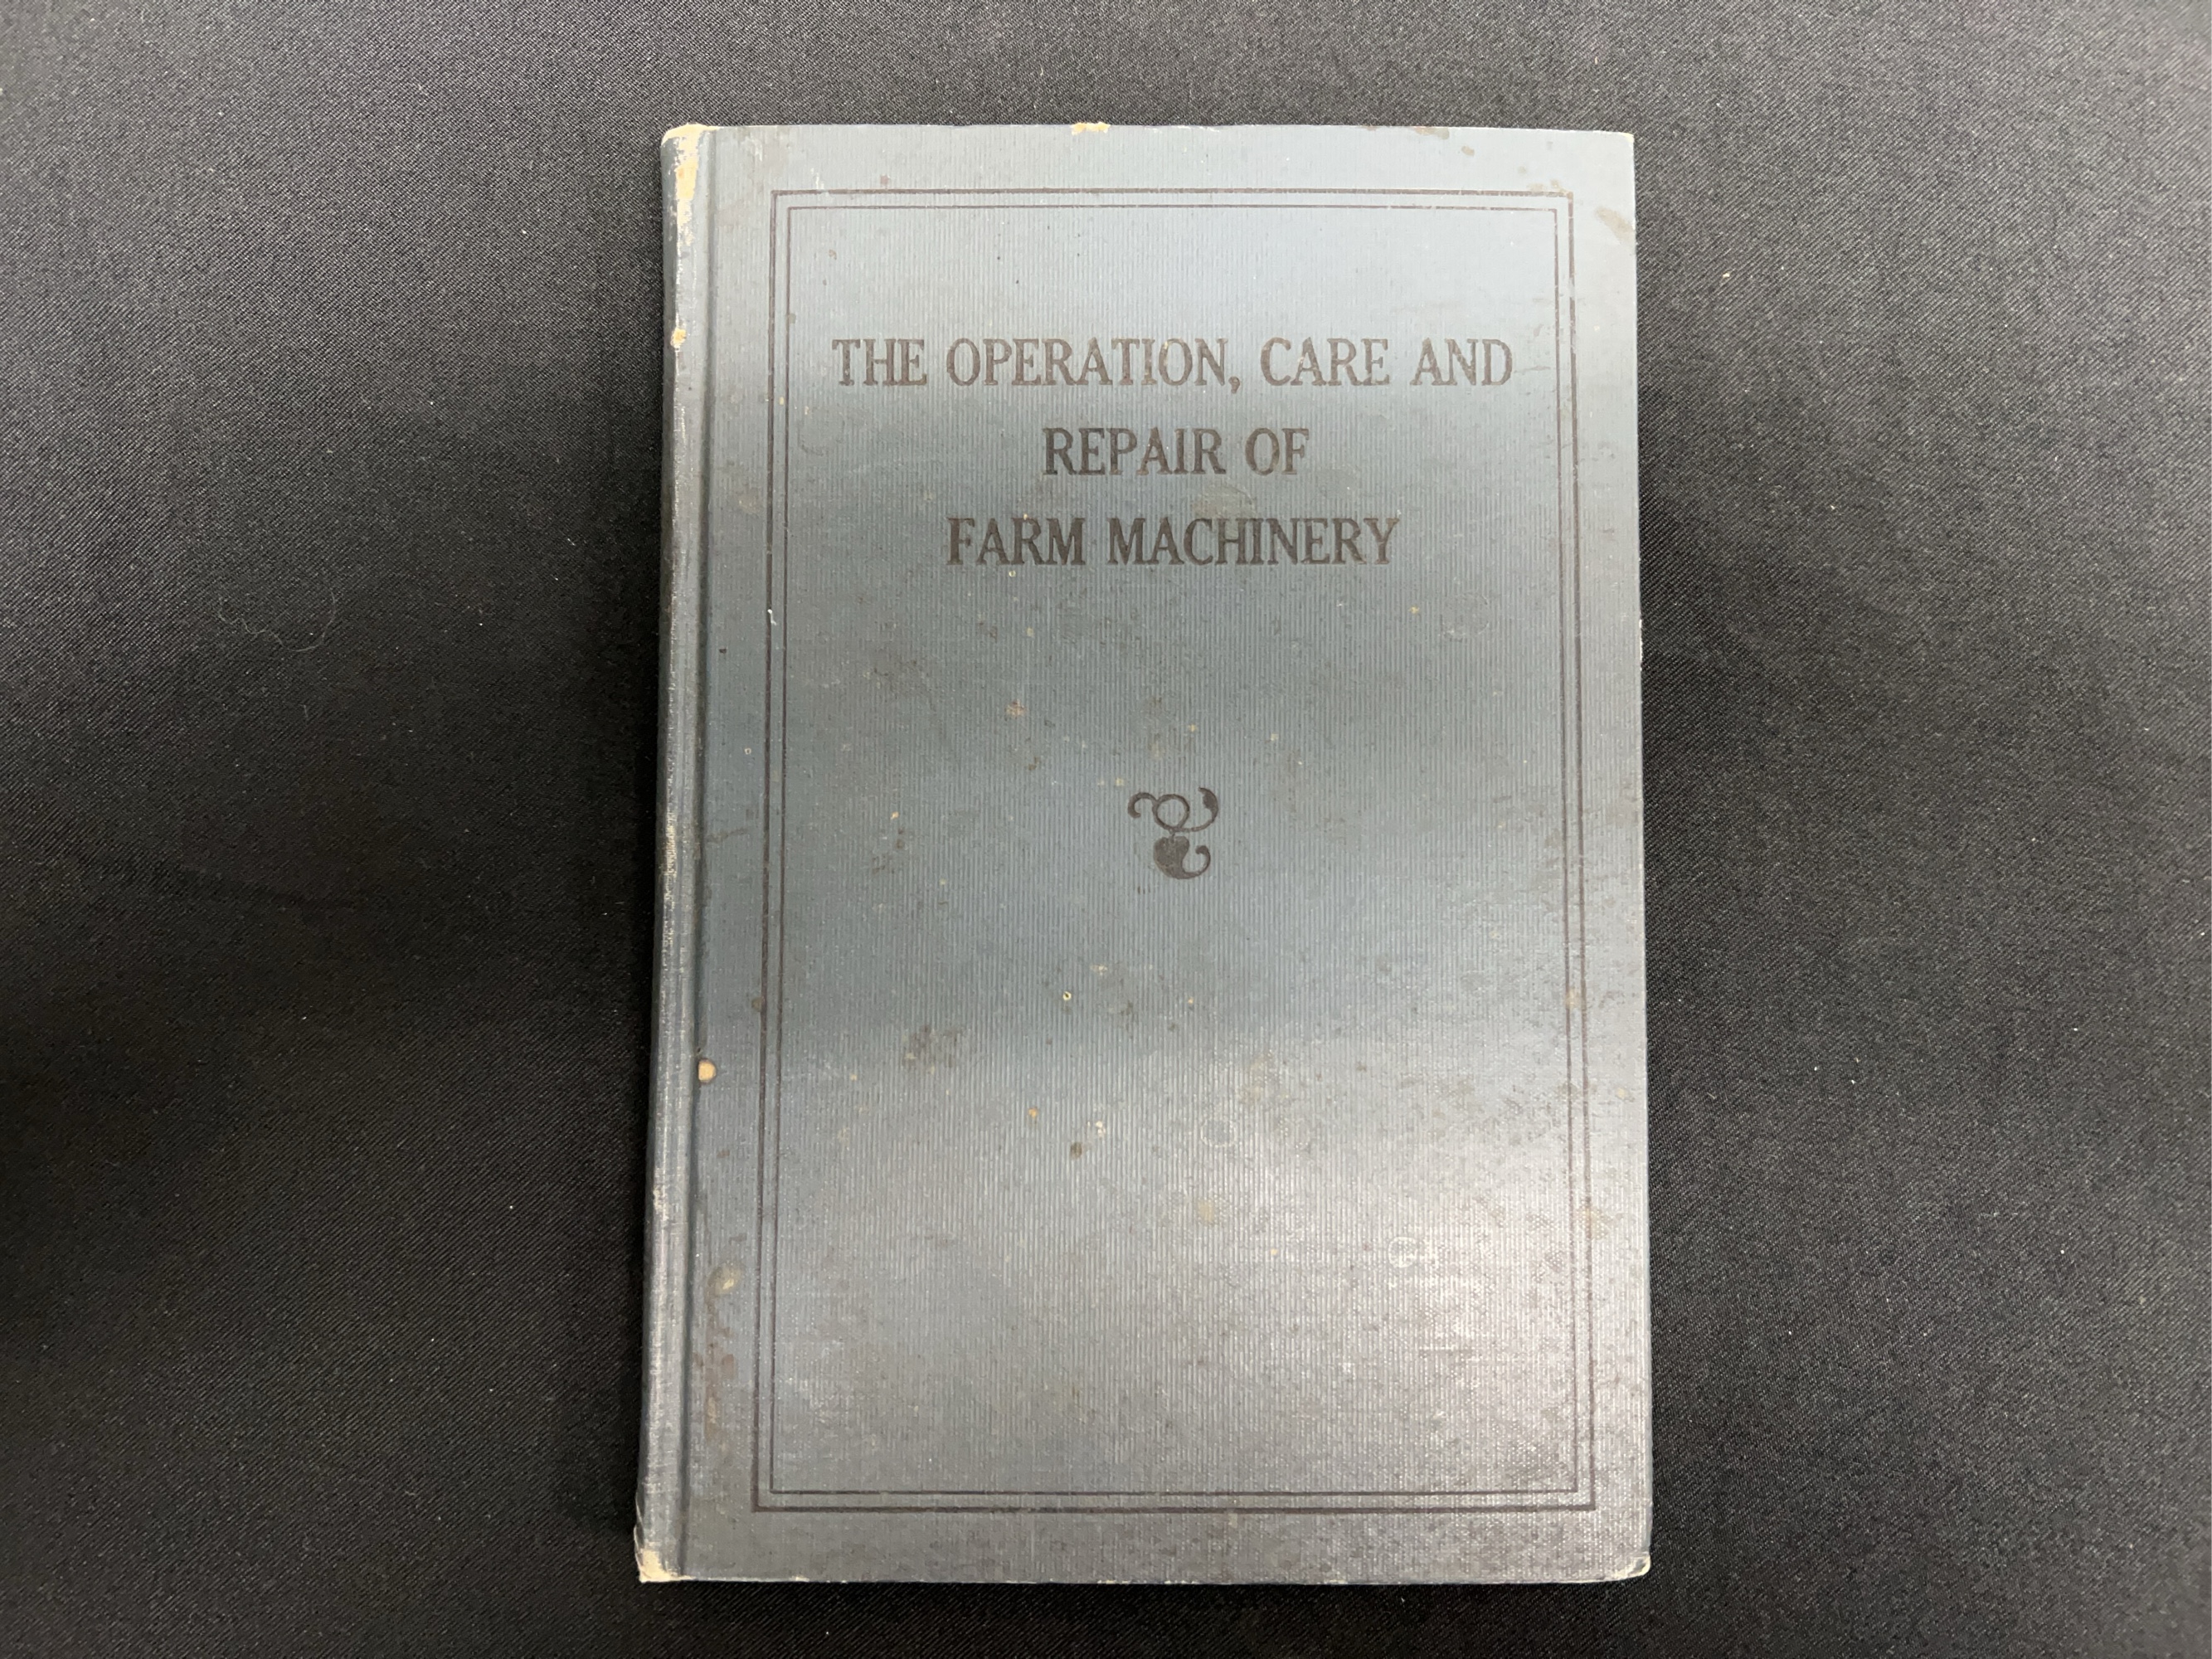 THE OPERATION, CARE AND
REPAIR OF
FARM MACHINERY